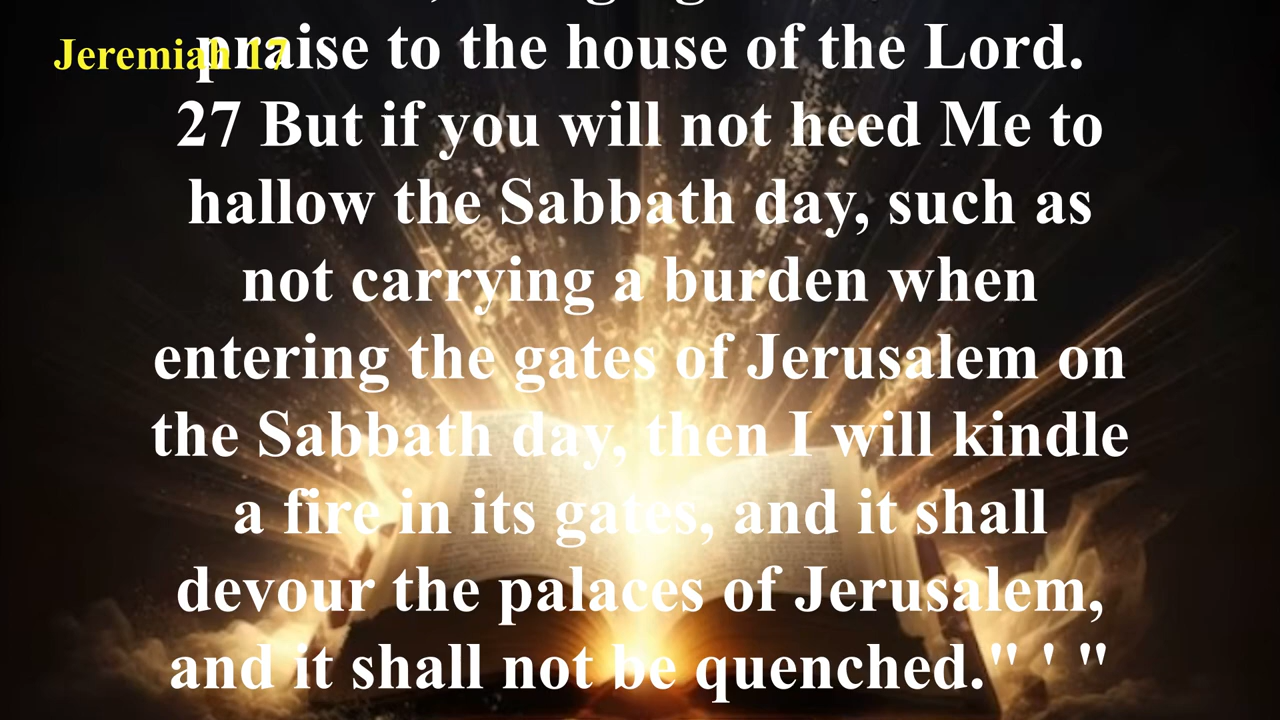 Jeremiah 17
praise to the house of the Lord.
27 But if you will not heed Me to
hallow the Sabbath day, such as
not carrying a burden when
entering the gates of Jerusalem on
the Sabbath day, then I will kindle
a fire in its gates, and it shall
devour the palaces of Jerusalem,
and it shall not be quenched." ' "